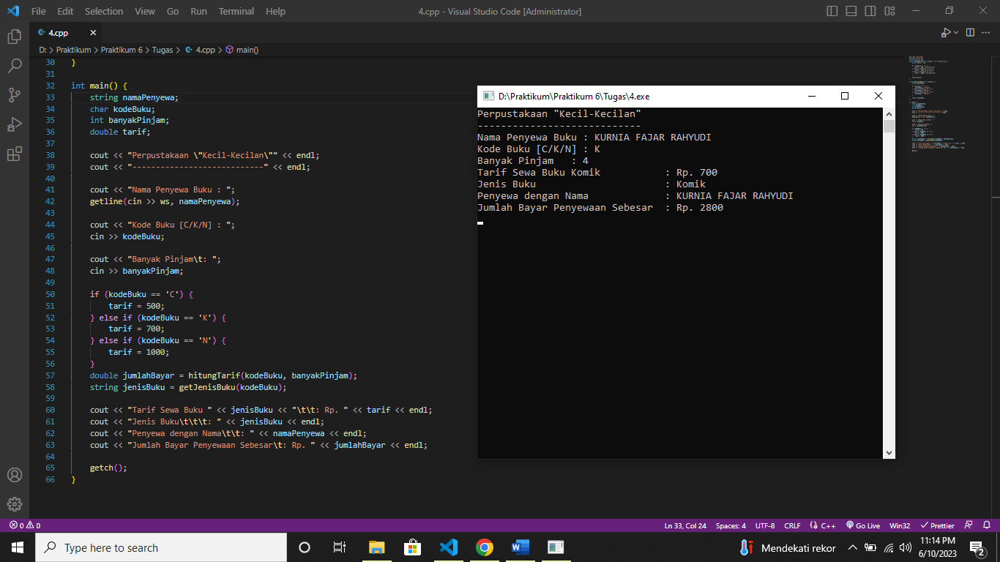 File Edit Selection View Go Run Terminal Help 4.cpp - Visual Studio Code [Administrator]
4.cpp
D: > Praktikum > Praktikum 6 > Tugas > 4.cpp > main()
30 }
31
32 int main() {
33 string namaPenyewa;
34 char kodeBuku;
35 int banyakPinjam;
36 double tarif;
37
38 cout << "Perpustakaan \"Kecil-Kecilan\"" << endl;
39 cout << "----------------------------" << endl;
40
41 cout << "Nama Penyewa Buku : ";
42 getline(cin >> ws, namaPenyewa);
43
44 cout << "Kode Buku [C/K/N] : ";
45 cin >> kodeBuku;
46
47 cout << "Banyak Pinjam\t: ";
48 cin >> banyakPinjam;
49
50 if (kodeBuku == 'C') {
51 tarif = 500;
52 } else if (kodeBuku == 'K') {
53 tarif = 700;
54 } else if (kodeBuku == 'N') {
55 tarif = 1000;
56 }
57 double jumlahBayar = hitungTarif(kodeBuku, banyakPinjam);
58 string jenisBuku = getJenisBuku(kodeBuku);
59
60 cout << "Tarif Sewa Buku " << jenisBuku << "\t\t: Rp. " << tarif << endl;
61 cout << "Jenis Buku\t\t\t: " << jenisBuku << endl;
62 cout << "Penyewa dengan Nama\t\t: " << namaPenyewa << endl;
63 cout << "Jumlah Bayar Penyewaan Sebesar\t: Rp. " << jumlahBayar << endl;
64
65 getch();
66 }
D:\Praktikum\Praktikum 6\Tugas\4.exe
Perpustakaan "Kecil-Kecilan"
----------------------------
Nama Penyewa Buku : KURNIA FAJAR RAHYUDI
Kode Buku [C/K/N] : K
Banyak Pinjam : 4
Tarif Sewa Buku Komik : Rp. 700
Jenis Buku : Komik
Penyewa dengan Nama : KURNIA FAJAR RAHYUDI
Jumlah Bayar Penyewaan Sebesar : Rp. 2800
0 0 Ln 33, Col 24 Spaces: 4 UTF-8 CRLF C++ Go Live Win32 Prettier
Type here to search Mendekati rekor 11:14 PM
6/10/2023 2